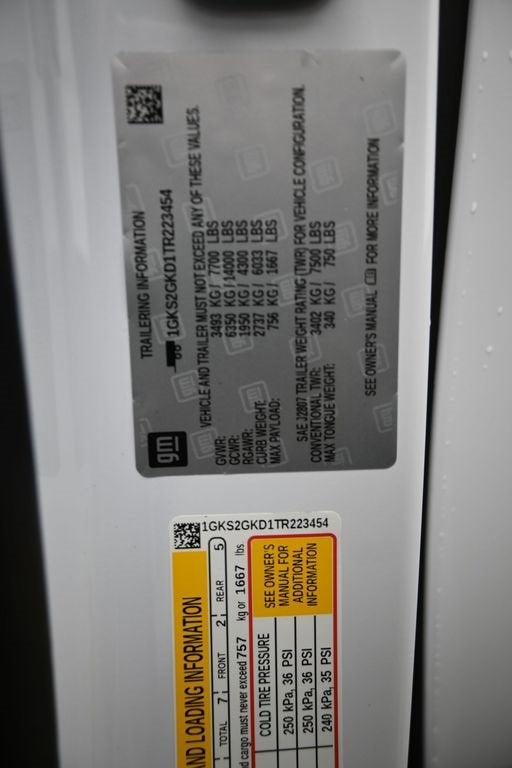 TRAILERING INFORMATION
1GKS2GKD1TR223454
VEHICLE AND TRAILER MUST NOT EXCEED ANY OF THESE VALUES.
GVWR: 3493 KG / 7700 LBS
GCWR: 6350 KG / 14000 LBS
RGAWR: 1950 KG / 4300 LBS
CURB WEIGHT: 2737 KG / 6033 LBS
MAX PAYLOAD: 756 KG / 1667 LBS
SAE J2807 TRAILER WEIGHT RATING (TWR) FOR VEHICLE CONFIGURATION.
CONVENTIONAL TWR: 3402 KG / 7500 LBS
MAX TONGUE WEIGHT: 340 KG / 750 LBS
SEE OWNER'S MANUAL FOR MORE INFORMATION
gm
1GKS2GKD1TR223454
ND LOADING INFORMATION
TOTAL 7 FRONT 2 REAR 5
d cargo must never exceed 757 kg or 1667 lbs
COLD TIRE PRESSURE
250 kPa, 36 PSI
250 kPa, 36 PSI
240 kPa, 35 PSI
SEE OWNER'S
MANUAL FOR
ADDITIONAL
INFORMATION